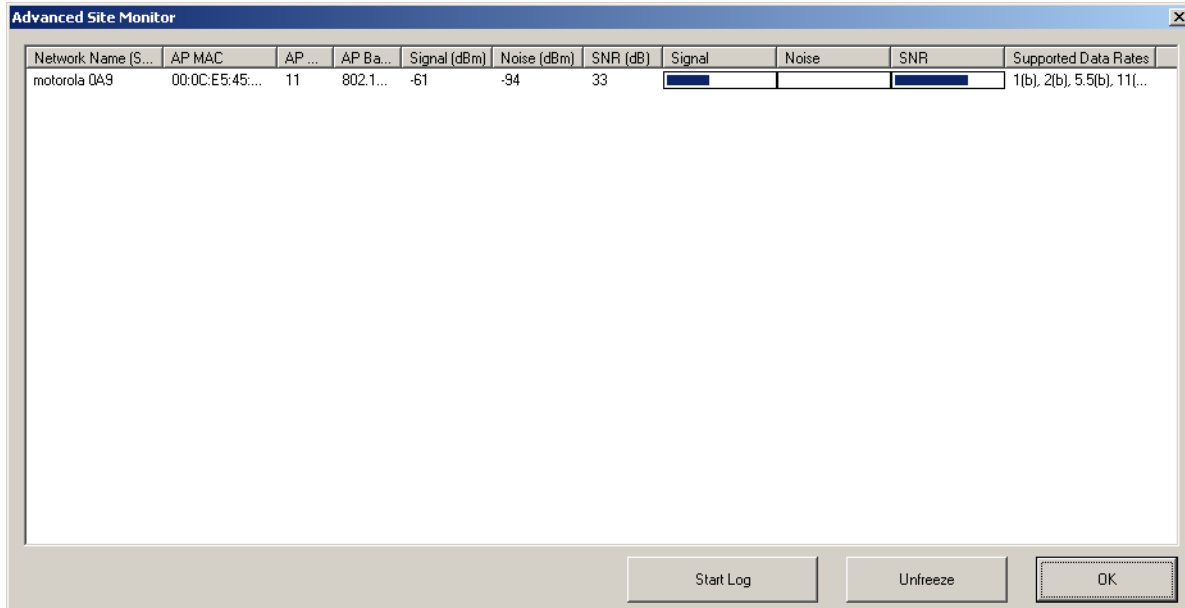 Advanced Site Monitor
Network Name (S... AP MAC AP ... AP Ba... Signal (dBm) Noise (dBm) SNR (dB) Signal Noise SNR Supported Data Rates
motorola 0A9 00:0C:E5:45:... 11 802.1... -61 -94 33 1(b), 2(b), 5.5(b), 11(...
Start Log Unfreeze OK